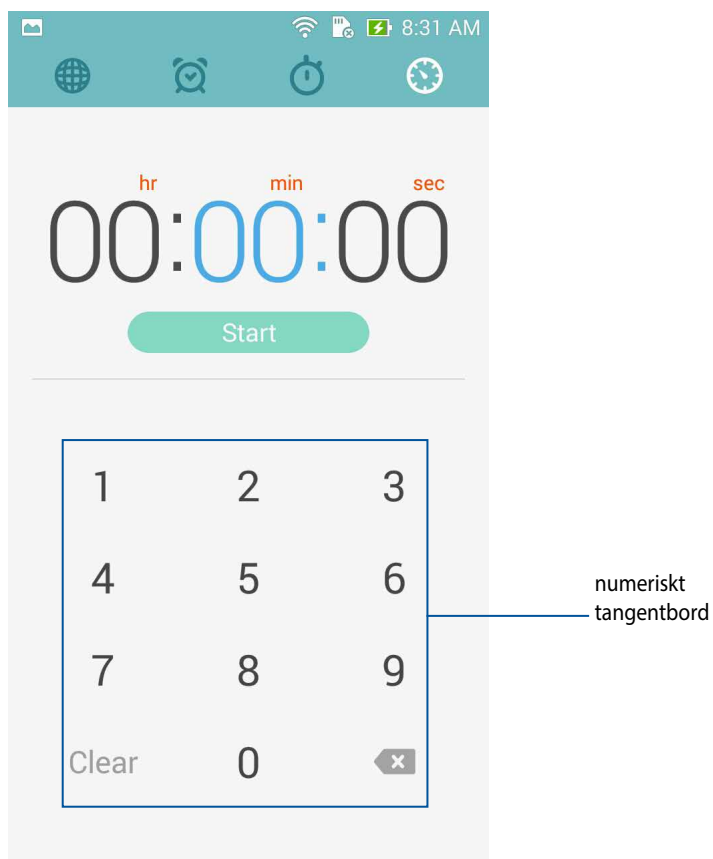 8:31 AM
hr min sec
00:00:00
Start
1 2 3
4 5 6
7 8 9
Clear 0
numeriskt
tangentbord